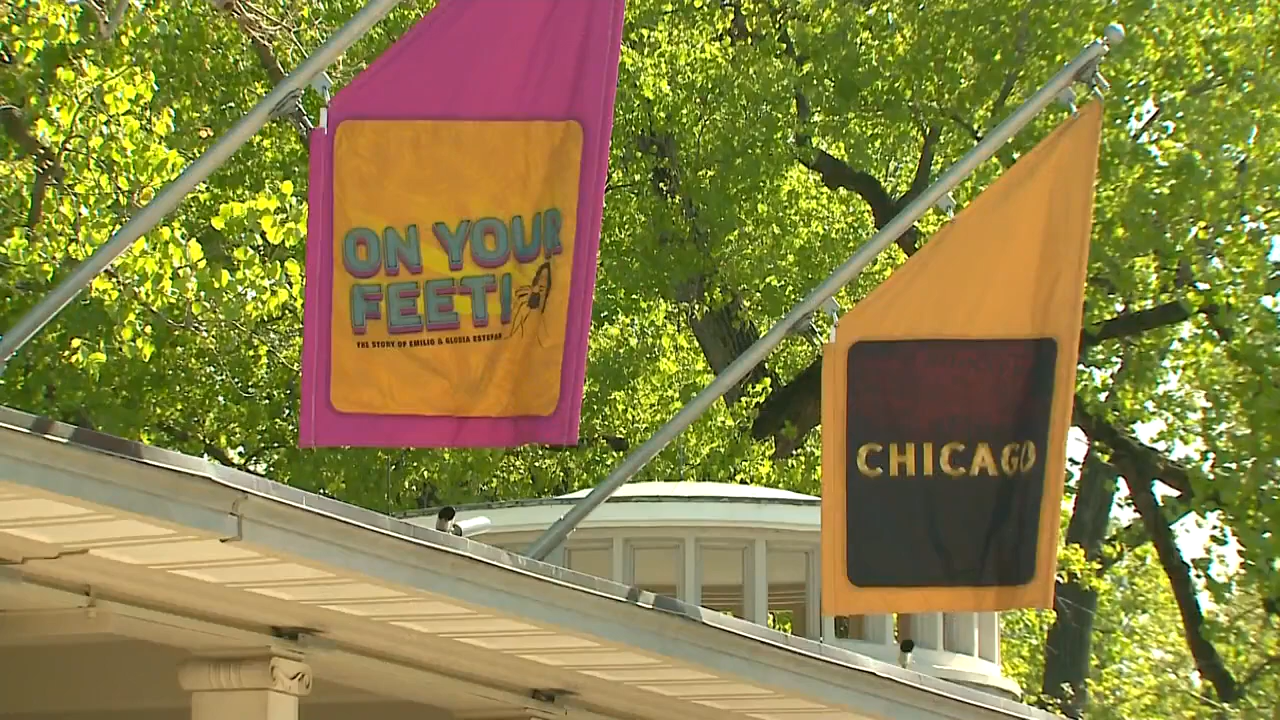 ON YOUR
FEET!
THE STORY OF EMILIO & GLORIA ESTEFAN
CHICAGO